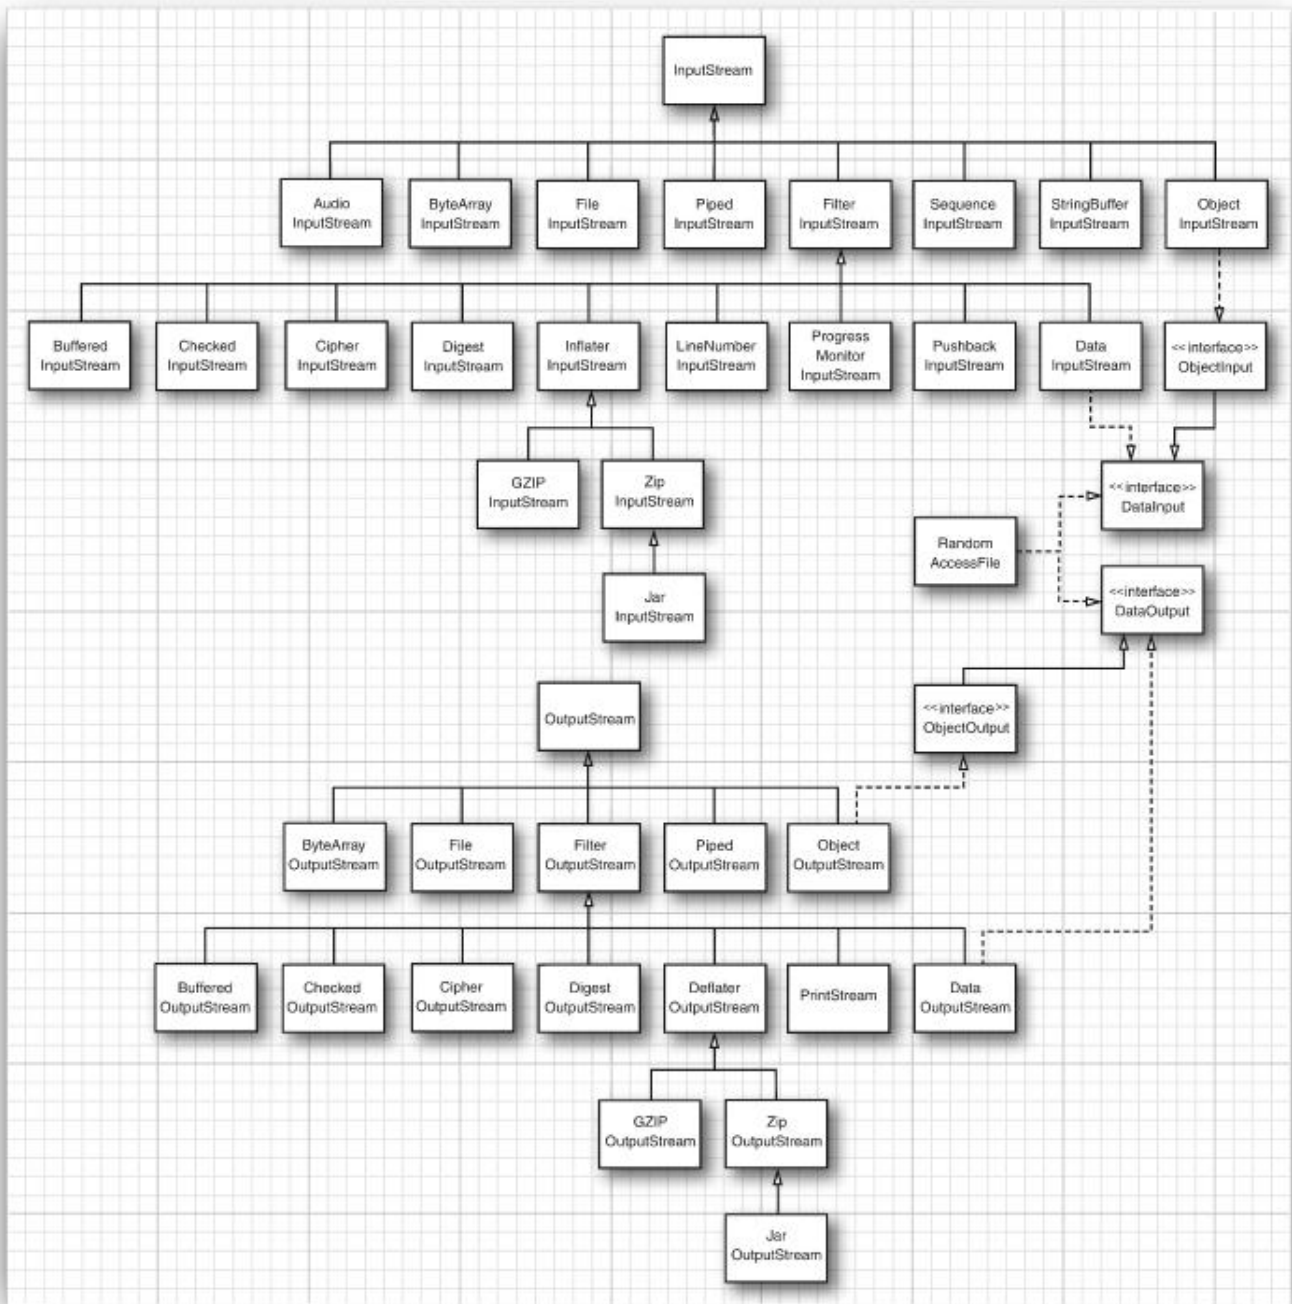 InputStream
Audio
InputStream
ByteArray
InputStream
File
InputStream
Piped
InputStream
Filter
InputStream
Sequence
InputStream
StringBuffer
InputStream
Object
InputStream
Buffered
InputStream
Checked
InputStream
Cipher
InputStream
Digest
InputStream
Inflater
InputStream
LineNumber
InputStream
Progress
Monitor
InputStream
Pushback
InputStream
Data
InputStream
<<interface>>
ObjectInput
GZIP
InputStream
Zip
InputStream
<<interface>>
DataInput
Random
AccessFile
Jar
InputStream
<<interface>>
DataOutput
OutputStream
<<interface>>
ObjectOutput
ByteArray
OutputStream
File
OutputStream
Filter
OutputStream
Piped
OutputStream
Object
OutputStream
Buffered
OutputStream
Checked
OutputStream
Cipher
OutputStream
Digest
OutputStream
Deflater
OutputStream
PrintStream
Data
OutputStream
GZIP
OutputStream
Zip
OutputStream
Jar
OutputStream